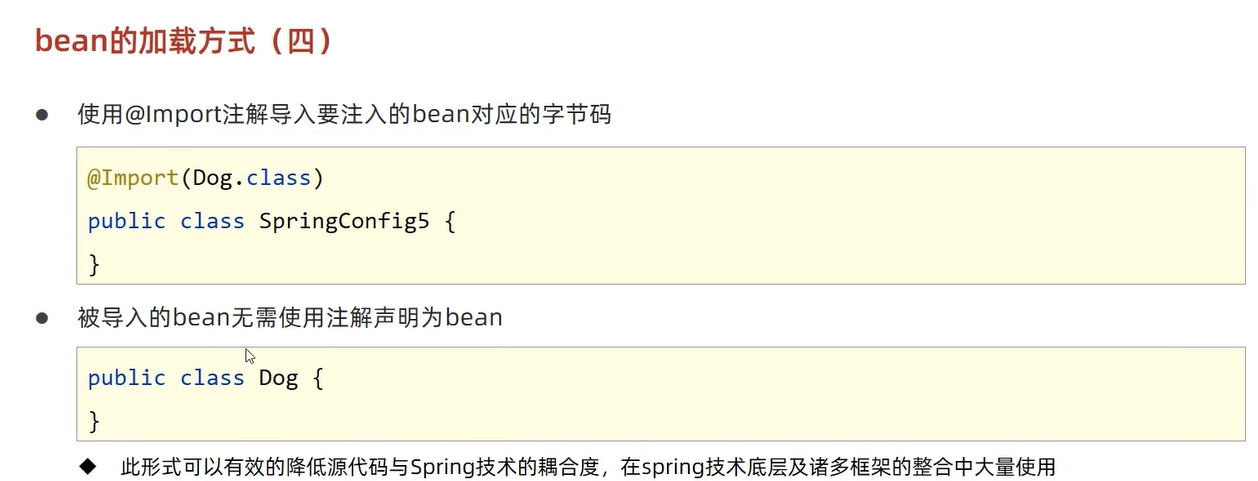 bean的加载方式（四）
使用@Import注解导入要注入的bean对应的字节码
@Import(Dog.class)
public class SpringConfig5 {
}
被导入的bean无需使用注解声明为bean
public class Dog {
}
此形式可以有效的降低源代码与Spring技术的耦合度，在spring技术底层及诸多框架的整合中大量使用